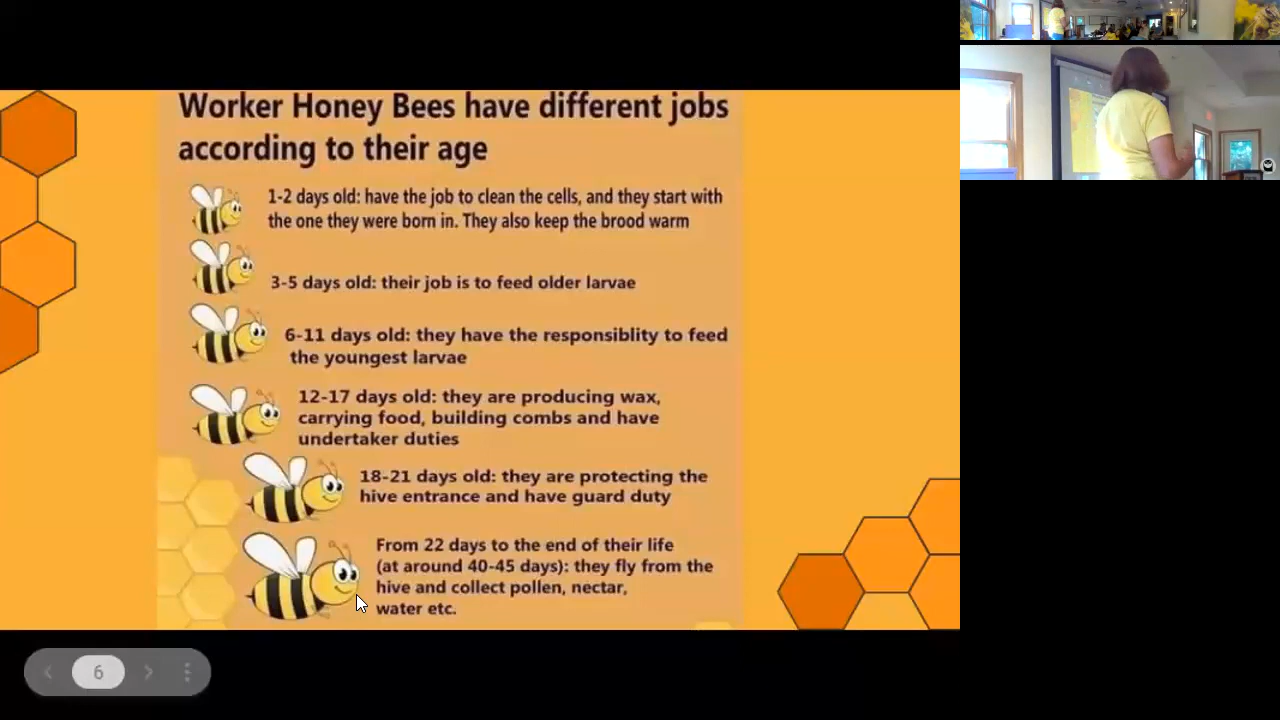 Worker Honey Bees have different jobs
according to their age
1-2 days old: have the job to clean the cells, and they start with
the one they were born in. They also keep the brood warm
3-5 days old: their job is to feed older larvae
6-11 days old: they have the responsiblity to feed
the youngest larvae
12-17 days old: they are producing wax,
carrying food, building combs and have
undertaker duties
18-21 days old: they are protecting the
hive entrance and have guard duty
From 22 days to the end of their life
(at around 40-45 days): they fly from the
hive and collect pollen, nectar,
water etc.
6